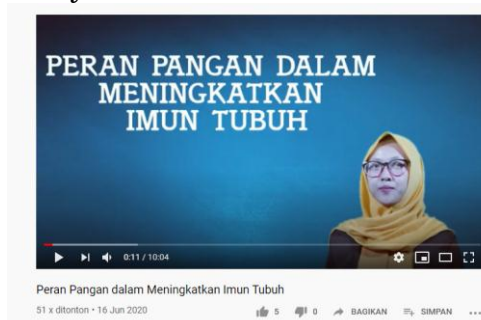 PERAN PANGAN DALAM
MENINGKATKAN
IMUN TUBUH
0:11 / 10:04
Peran Pangan dalam Meningkatkan Imun Tubuh
51 x ditonton • 16 Jun 2020 5 0 BAGIKAN SIMPAN